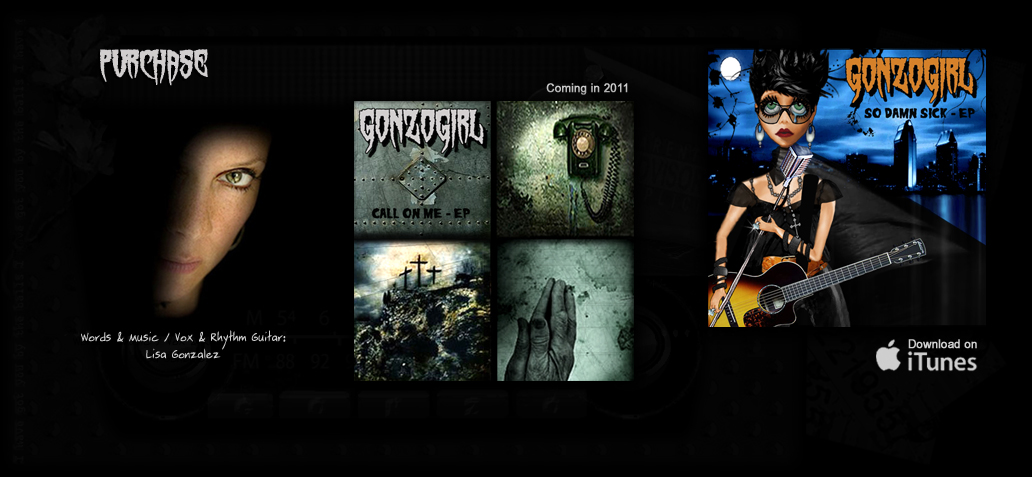 PURCHASE
Coming in 2011
GONZOGIRL
CALL ON ME - EP
GONZOGIRL
SO DAMN SICK - EP
Words & Music / Vox & Rhythm Guitar:
Lisa Gonzalez
Download on
iTunes